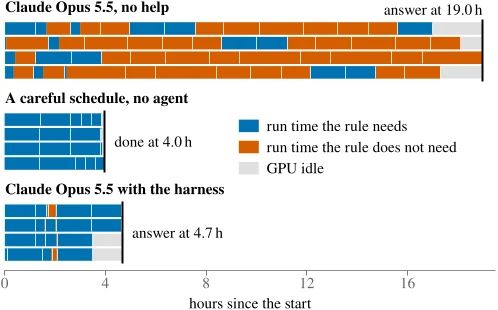 Claude Opus 5.5, no help
answer at 19.0 h
A careful schedule, no agent
done at 4.0 h
run time the rule needs
run time the rule does not need
GPU idle
Claude Opus 5.5 with the harness
answer at 4.7 h
0 4 8 12 16
hours since the start